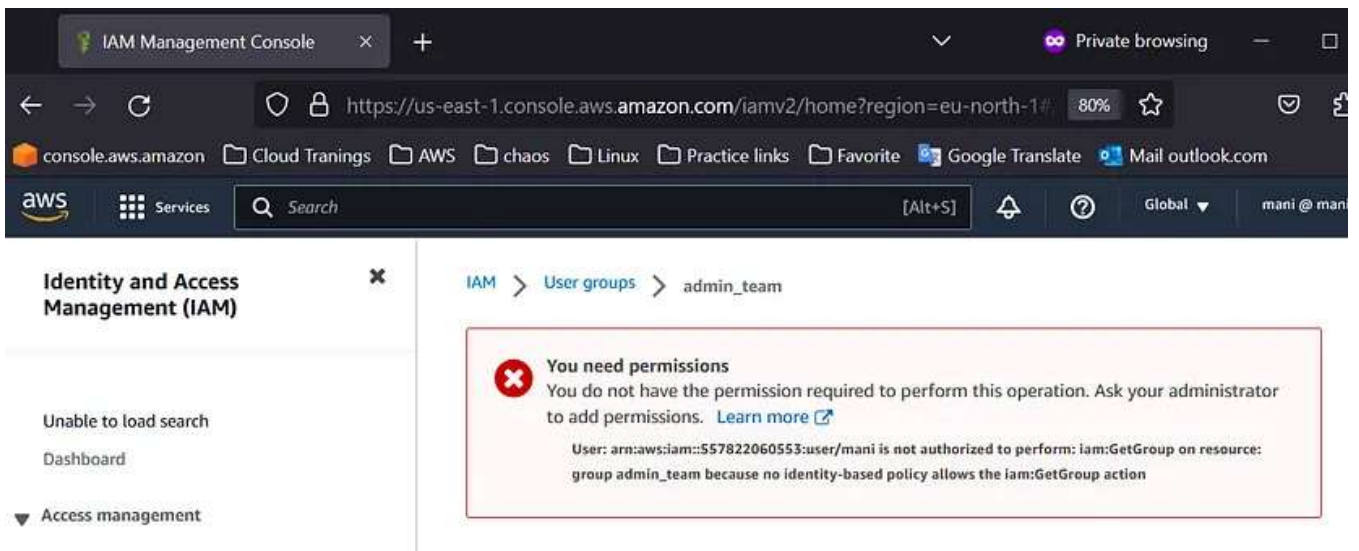 IAM Management Console
Private browsing
https://us-east-1.console.aws.amazon.com/iamv2/home?region=eu-north-1#
80%
console.aws.amazon Cloud Tranings AWS chaos Linux Practice links Favorite Google Translate Mail outlook.com
aws Services Search [Alt+S] Global mani @ mani
Identity and Access
Management (IAM)
IAM > User groups > admin_team
You need permissions
You do not have the permission required to perform this operation. Ask your administrator
to add permissions. Learn more
User: arn:aws:iam::557822060553:user/mani is not authorized to perform: iam:GetGroup on resource:
group admin_team because no identity-based policy allows the iam:GetGroup action
Unable to load search
Dashboard
Access management